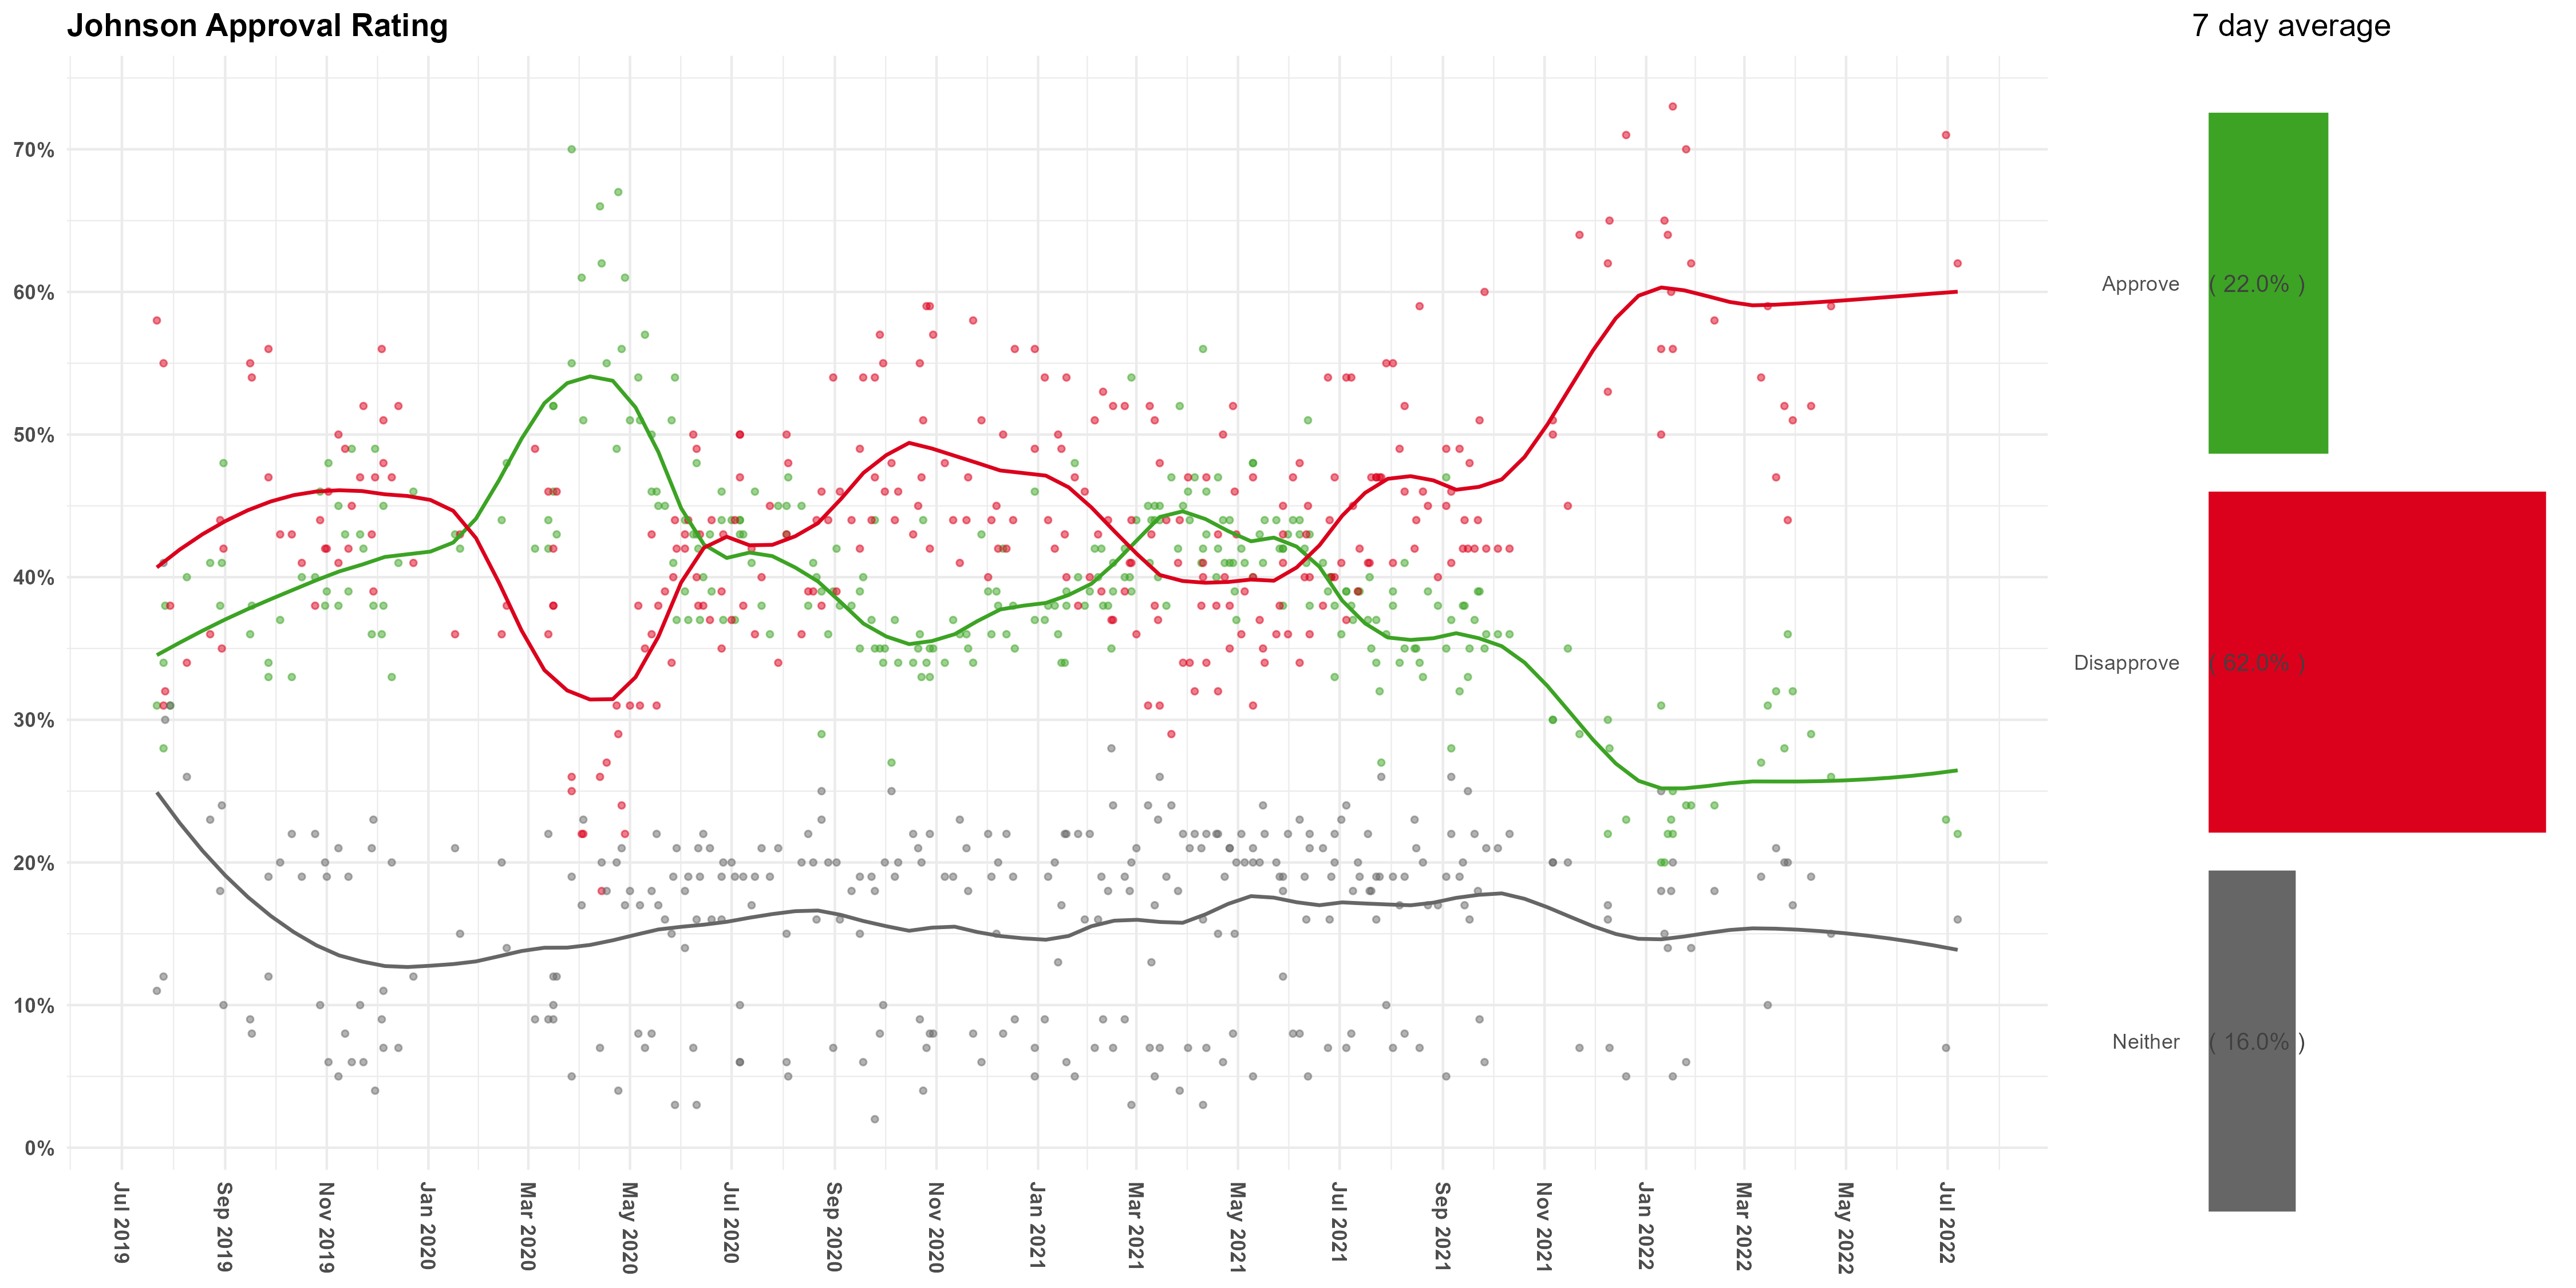 Johnson Approval Rating
7 day average
70%
60%
50%
40%
30%
20%
10%
0%
Jul 2019
Sep 2019
Nov 2019
Jan 2020
Mar 2020
May 2020
Jul 2020
Sep 2020
Nov 2020
Jan 2021
Mar 2021
May 2021
Jul 2021
Sep 2021
Nov 2021
Jan 2022
Mar 2022
May 2022
Jul 2022
Approve
( 22.0% )
Disapprove
( 62.0% )
Neither
( 16.0% )